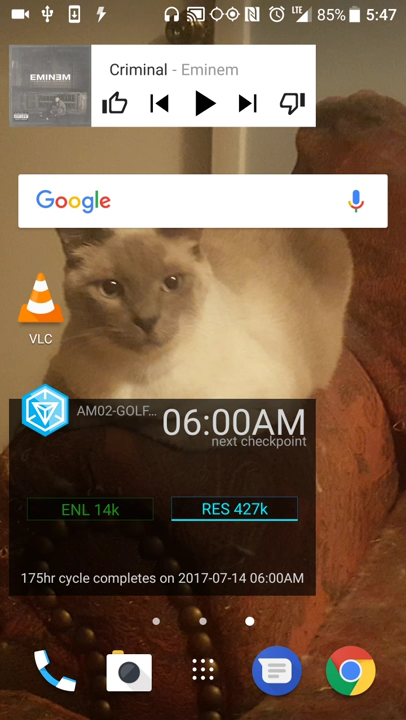 LTE 85% 5:47
EMINEM
Criminal - Eminem
Google
VLC
AM02-GOLF...
06:00AM
next checkpoint
ENL 14k
RES 427k
175hr cycle completes on 2017-07-14 06:00AM